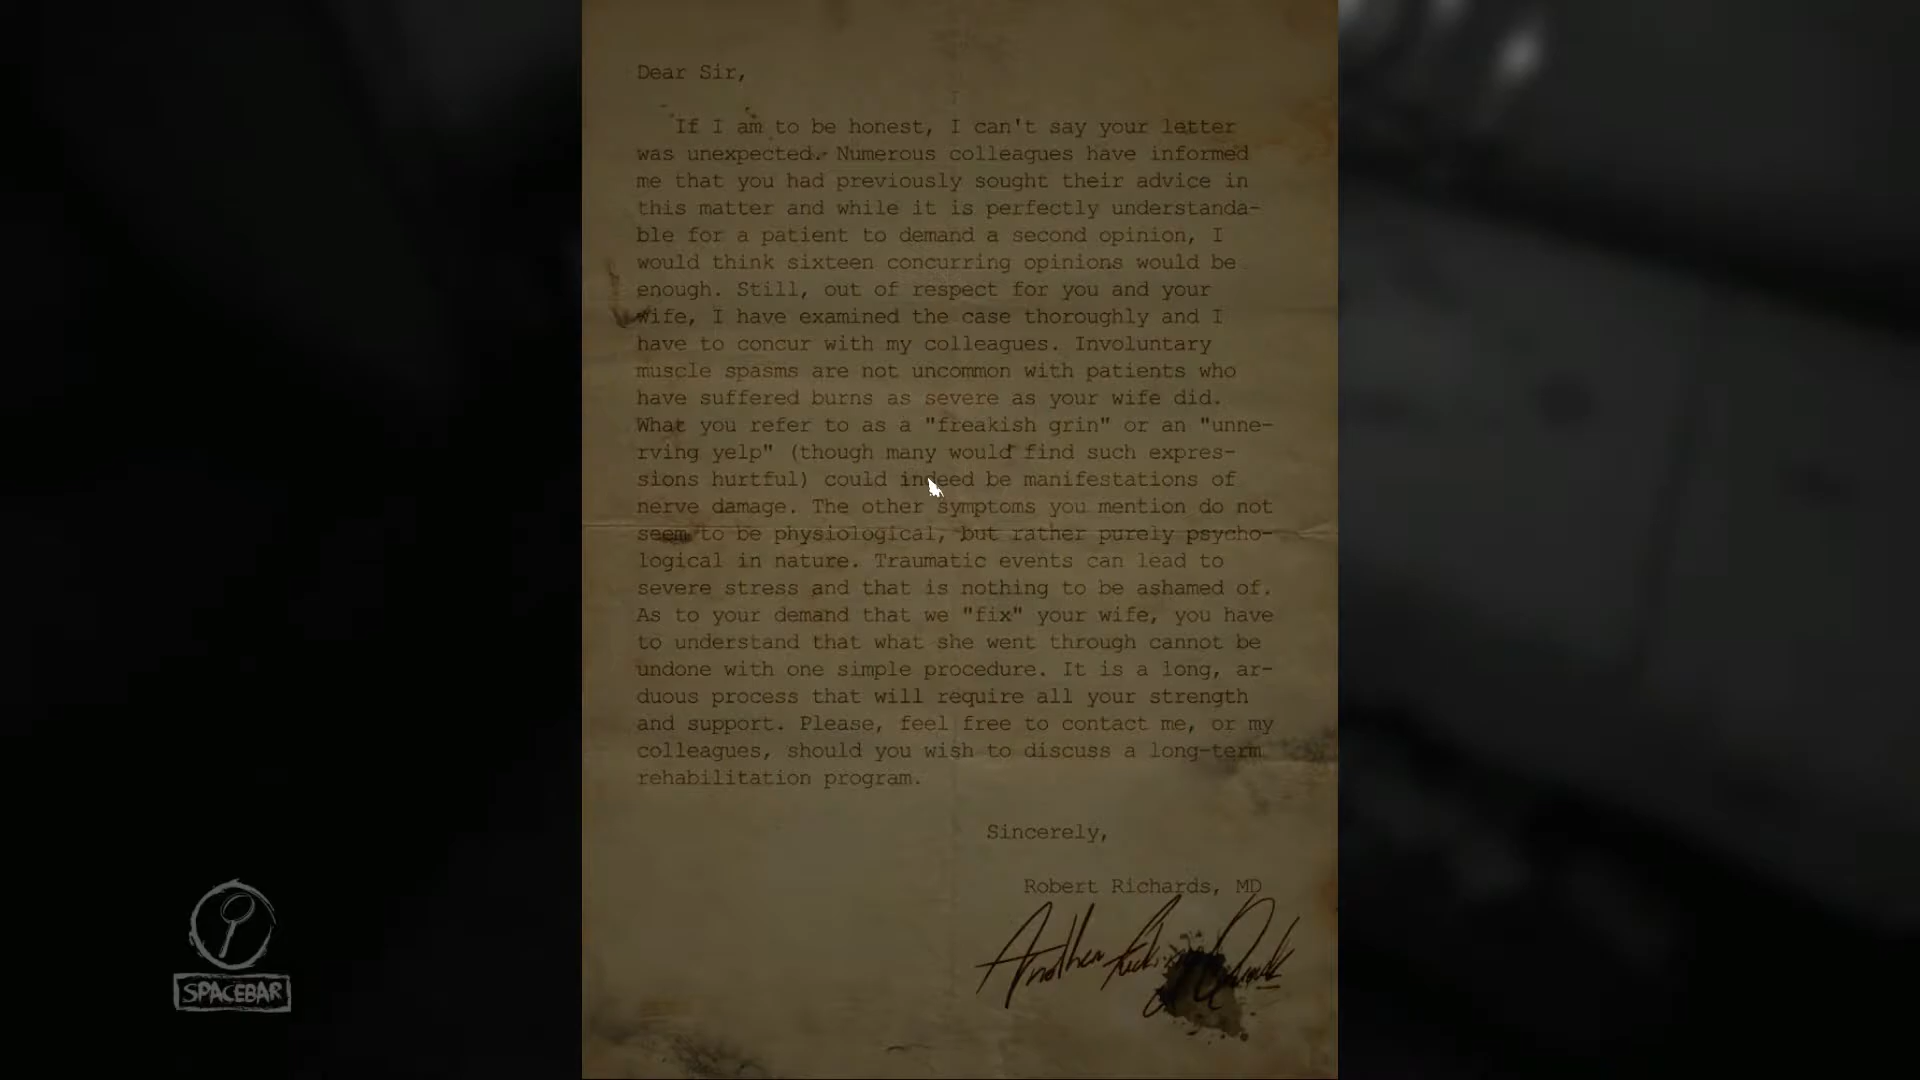 Dear Sir,
If I am to be honest, I can't say your letter
was unexpected. Numerous colleagues have informed
me that you had previously sought their advice in
this matter and while it is perfectly understanda-
ble for a patient to demand a second opinion, I
would think sixteen concurring opinions would be
enough. Still, out of respect for you and your
wife, I have examined the case thoroughly and I
have to concur with my colleagues. Involuntary
muscle spasms are not uncommon with patients who
have suffered burns as severe as your wife did.
What you refer to as a "freakish grin" or an "unne-
rving yelp" (though many would find such expres-
sions hurtful) could indeed be manifestations of
nerve damage. The other symptoms you mention do not
seem to be physiological, but rather purely psycho-
logical in nature. Traumatic events can lead to
severe stress and that is nothing to be ashamed of.
As to your demand that we "fix" your wife, you have
to understand that what she went through cannot be
undone with one simple procedure. It is a long, ar-
duous process that will require all your strength
and support. Please, feel free to contact me, or my
colleagues, should you wish to discuss a long-term
rehabilitation program.
Sincerely,
Robert Richards, MD
Another
SPACEBAR